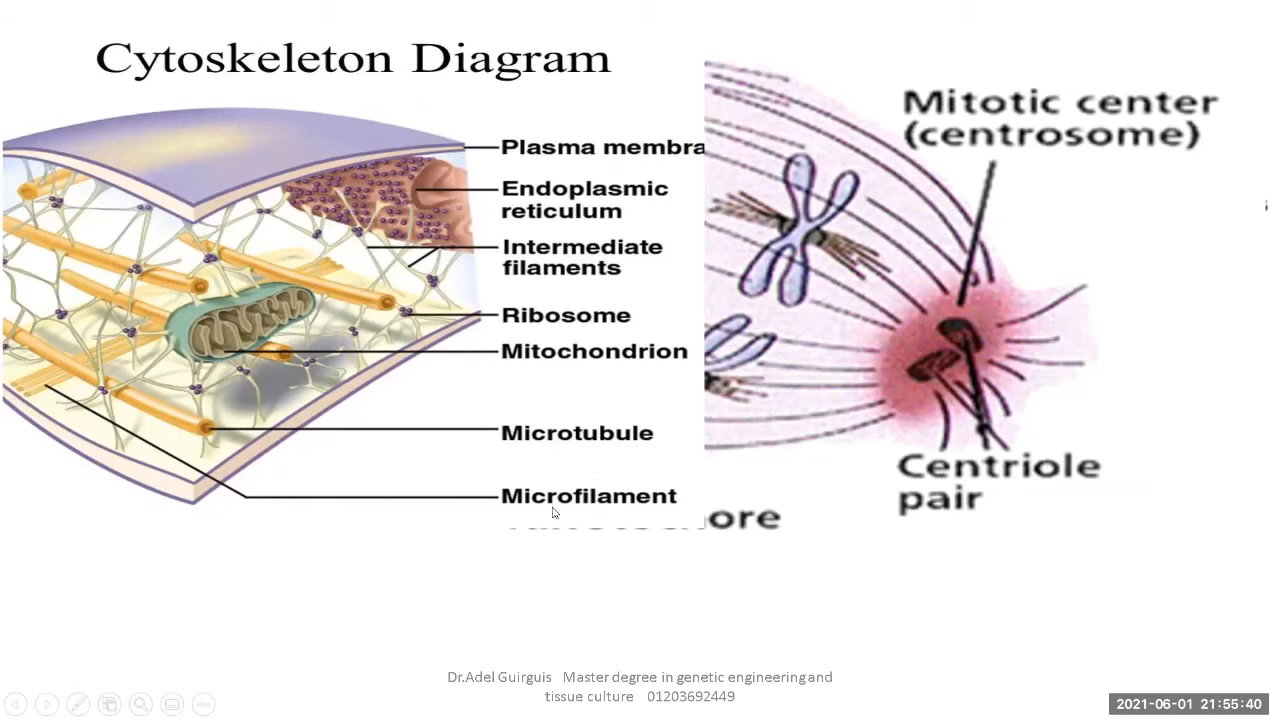 Cytoskeleton Diagram
Plasma membra
Endoplasmic
reticulum
Intermediate
filaments
Ribosome
Mitochondrion
Microtubule
Microfilament
Mitotic center
(centrosome)
Centriole
pair
ore
Dr.Adel Guirguis Master degree in genetic engineering and
tissue culture 01203692449
2021-06-01 21:55:40